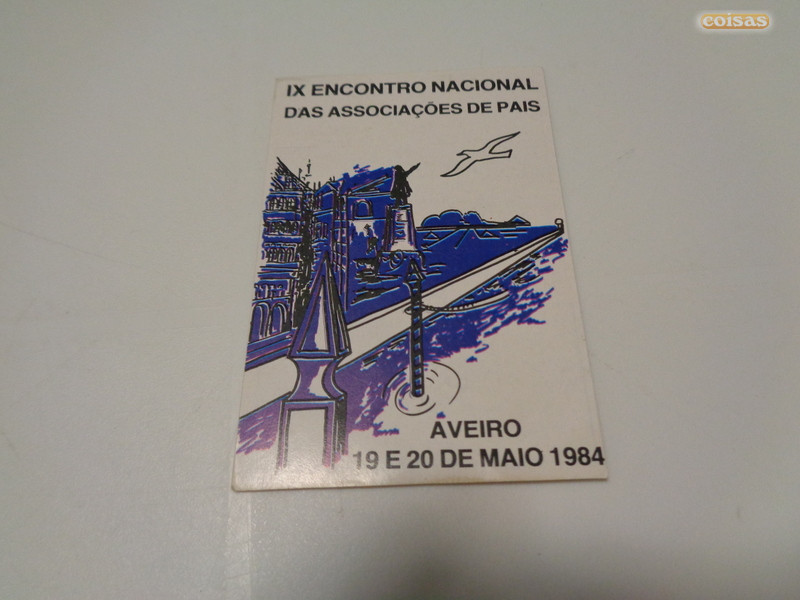 coisas
IX ENCONTRO NACIONAL
DAS ASSOCIAÇÕES DE PAIS
AVEIRO
19 E 20 DE MAIO 1984